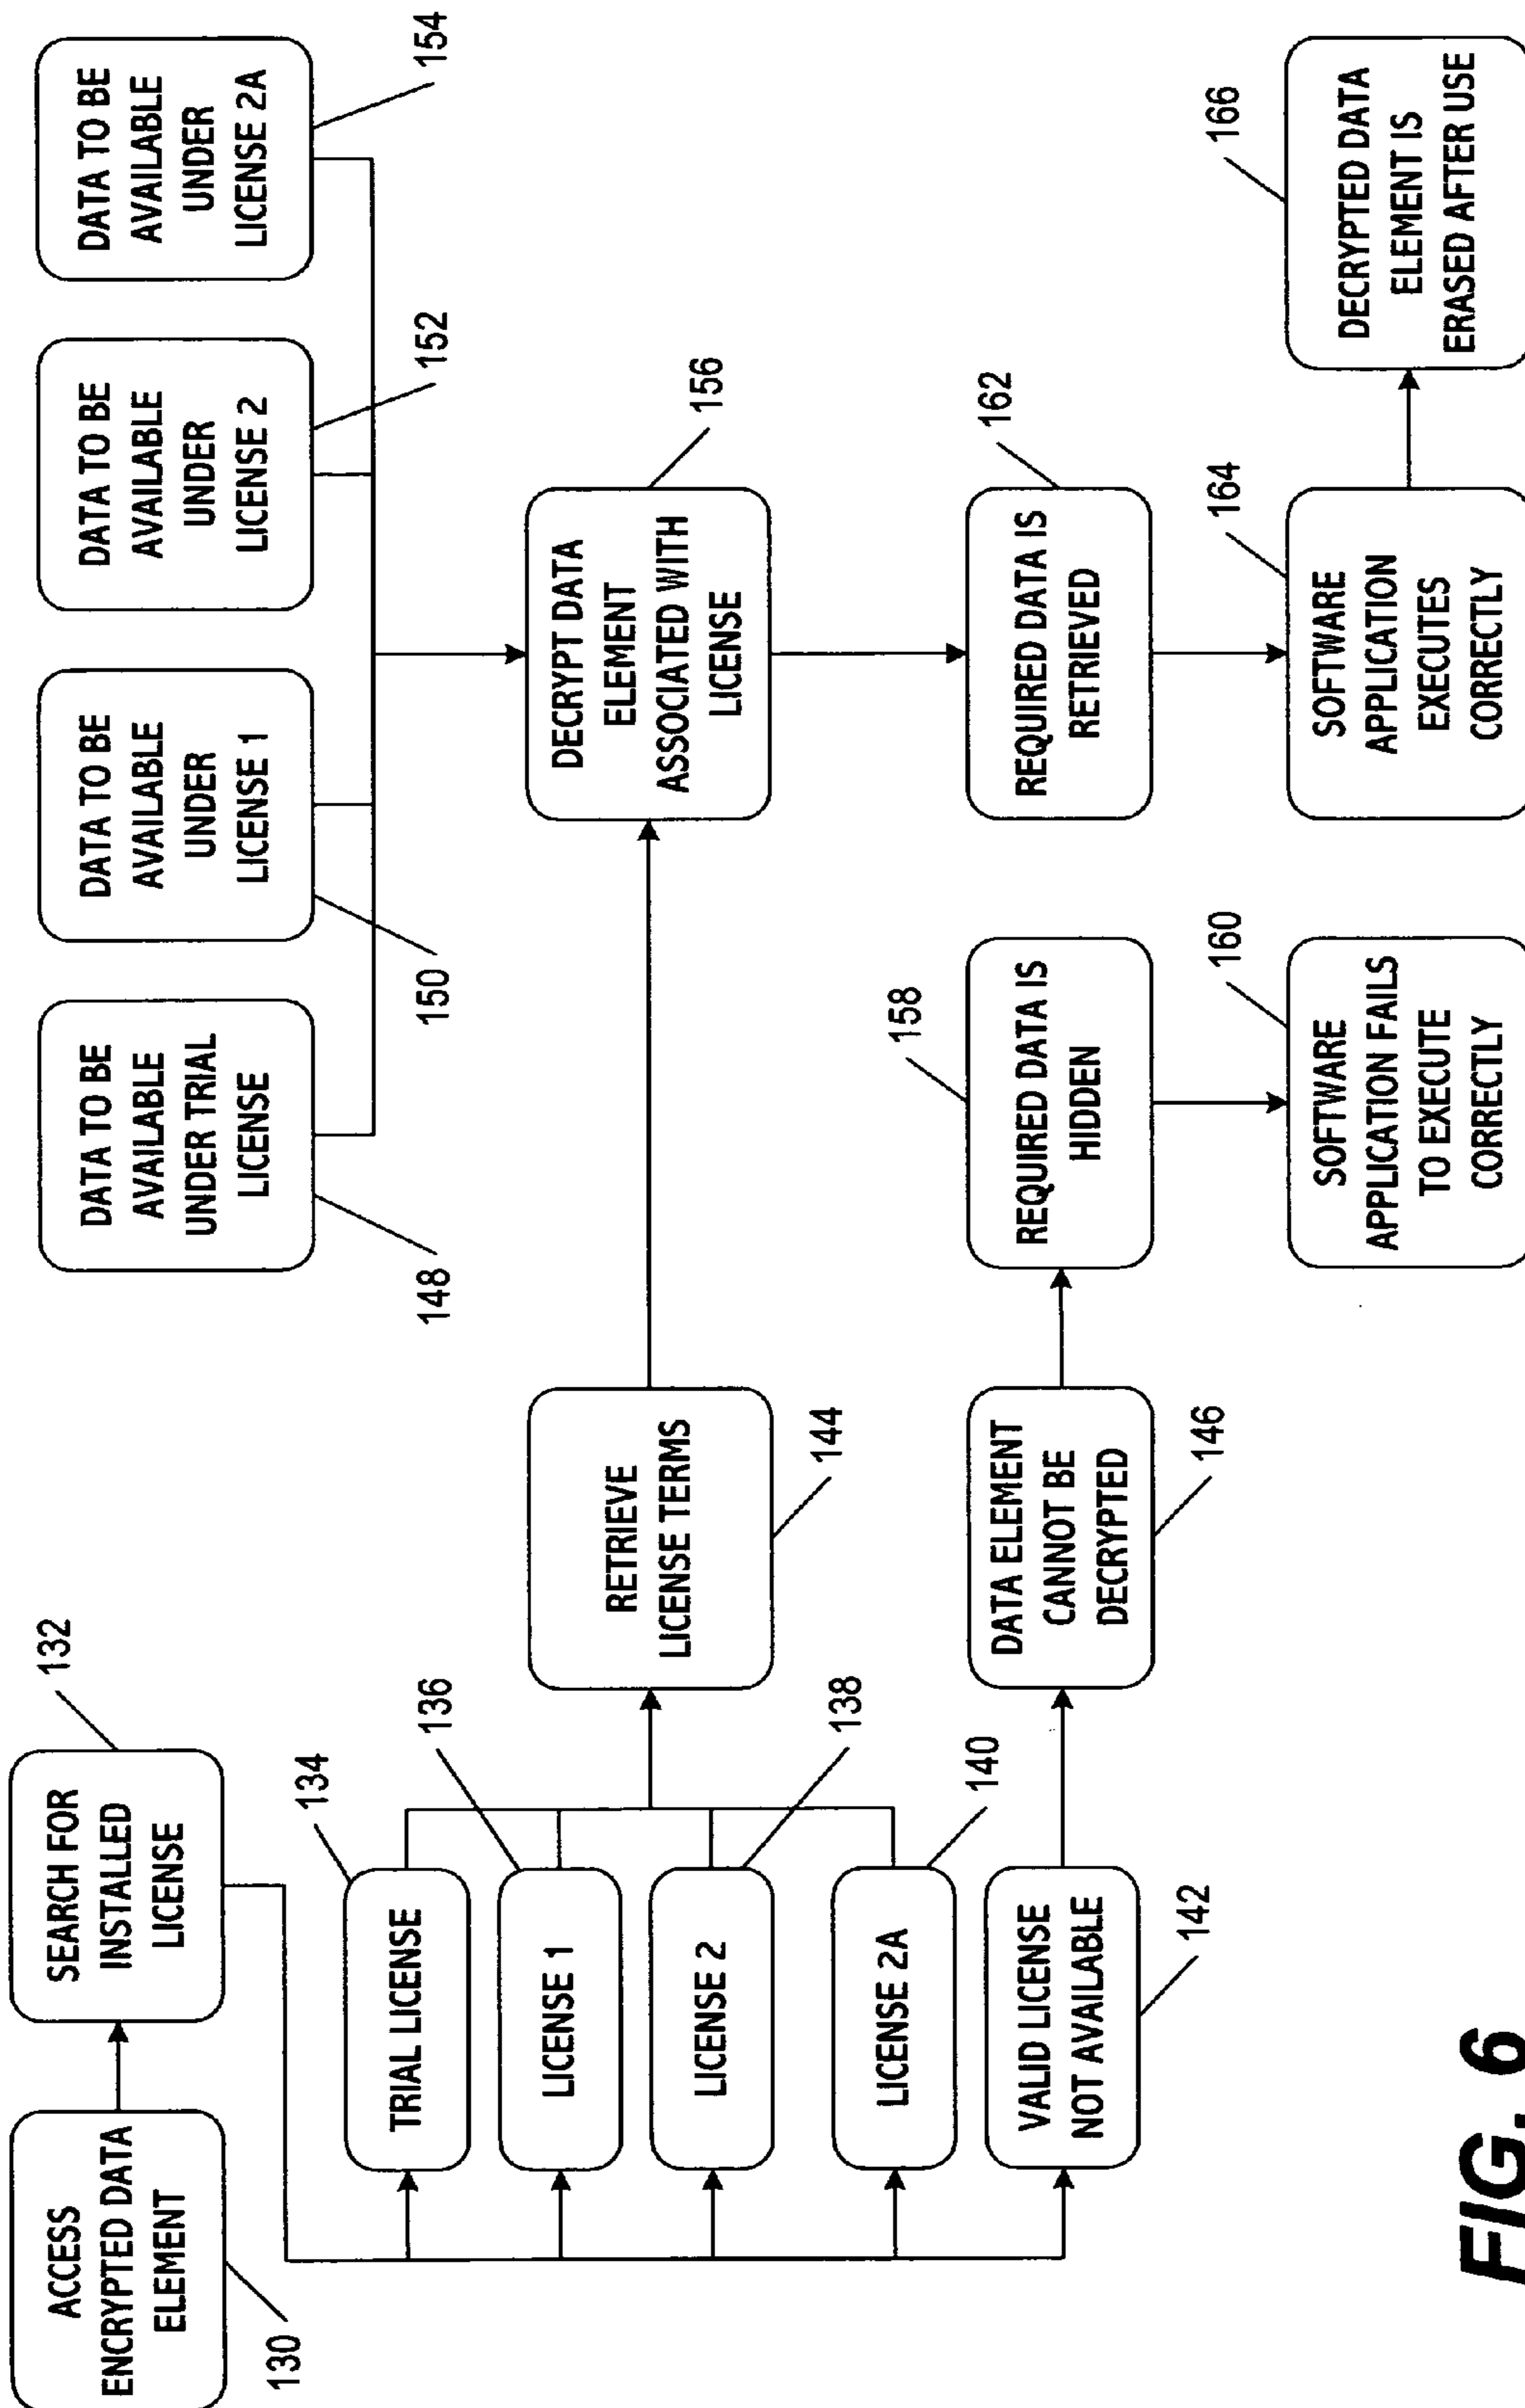 ACCESS
ENCRYPTED DATA
ELEMENT
130
SEARCH FOR
INSTALLED
LICENSE
132
TRIAL LICENSE
134
LICENSE 1
136
LICENSE 2
138
LICENSE 2A
140
VALID LICENSE
NOT AVAILABLE
142
RETRIEVE
LICENSE TERMS
144
DATA ELEMENT
CANNOT BE
DECRYPTED
146
DATA TO BE
AVAILABLE
UNDER TRIAL
LICENSE
148
DATA TO BE
AVAILABLE
UNDER
LICENSE 1
150
DATA TO BE
AVAILABLE
UNDER
LICENSE 2
152
DATA TO BE
AVAILABLE
UNDER
LICENSE 2A
154
DECRYPT DATA
ELEMENT
ASSOCIATED WITH
LICENSE
156
REQUIRED DATA IS
HIDDEN
158
SOFTWARE
APPLICATION FAILS
TO EXECUTE
CORRECTLY
160
REQUIRED DATA IS
RETRIEVED
162
SOFTWARE
APPLICATION
EXECUTES
CORRECTLY
164
DECRYPTED DATA
ELEMENT IS
ERASED AFTER USE
166
FIG. 6